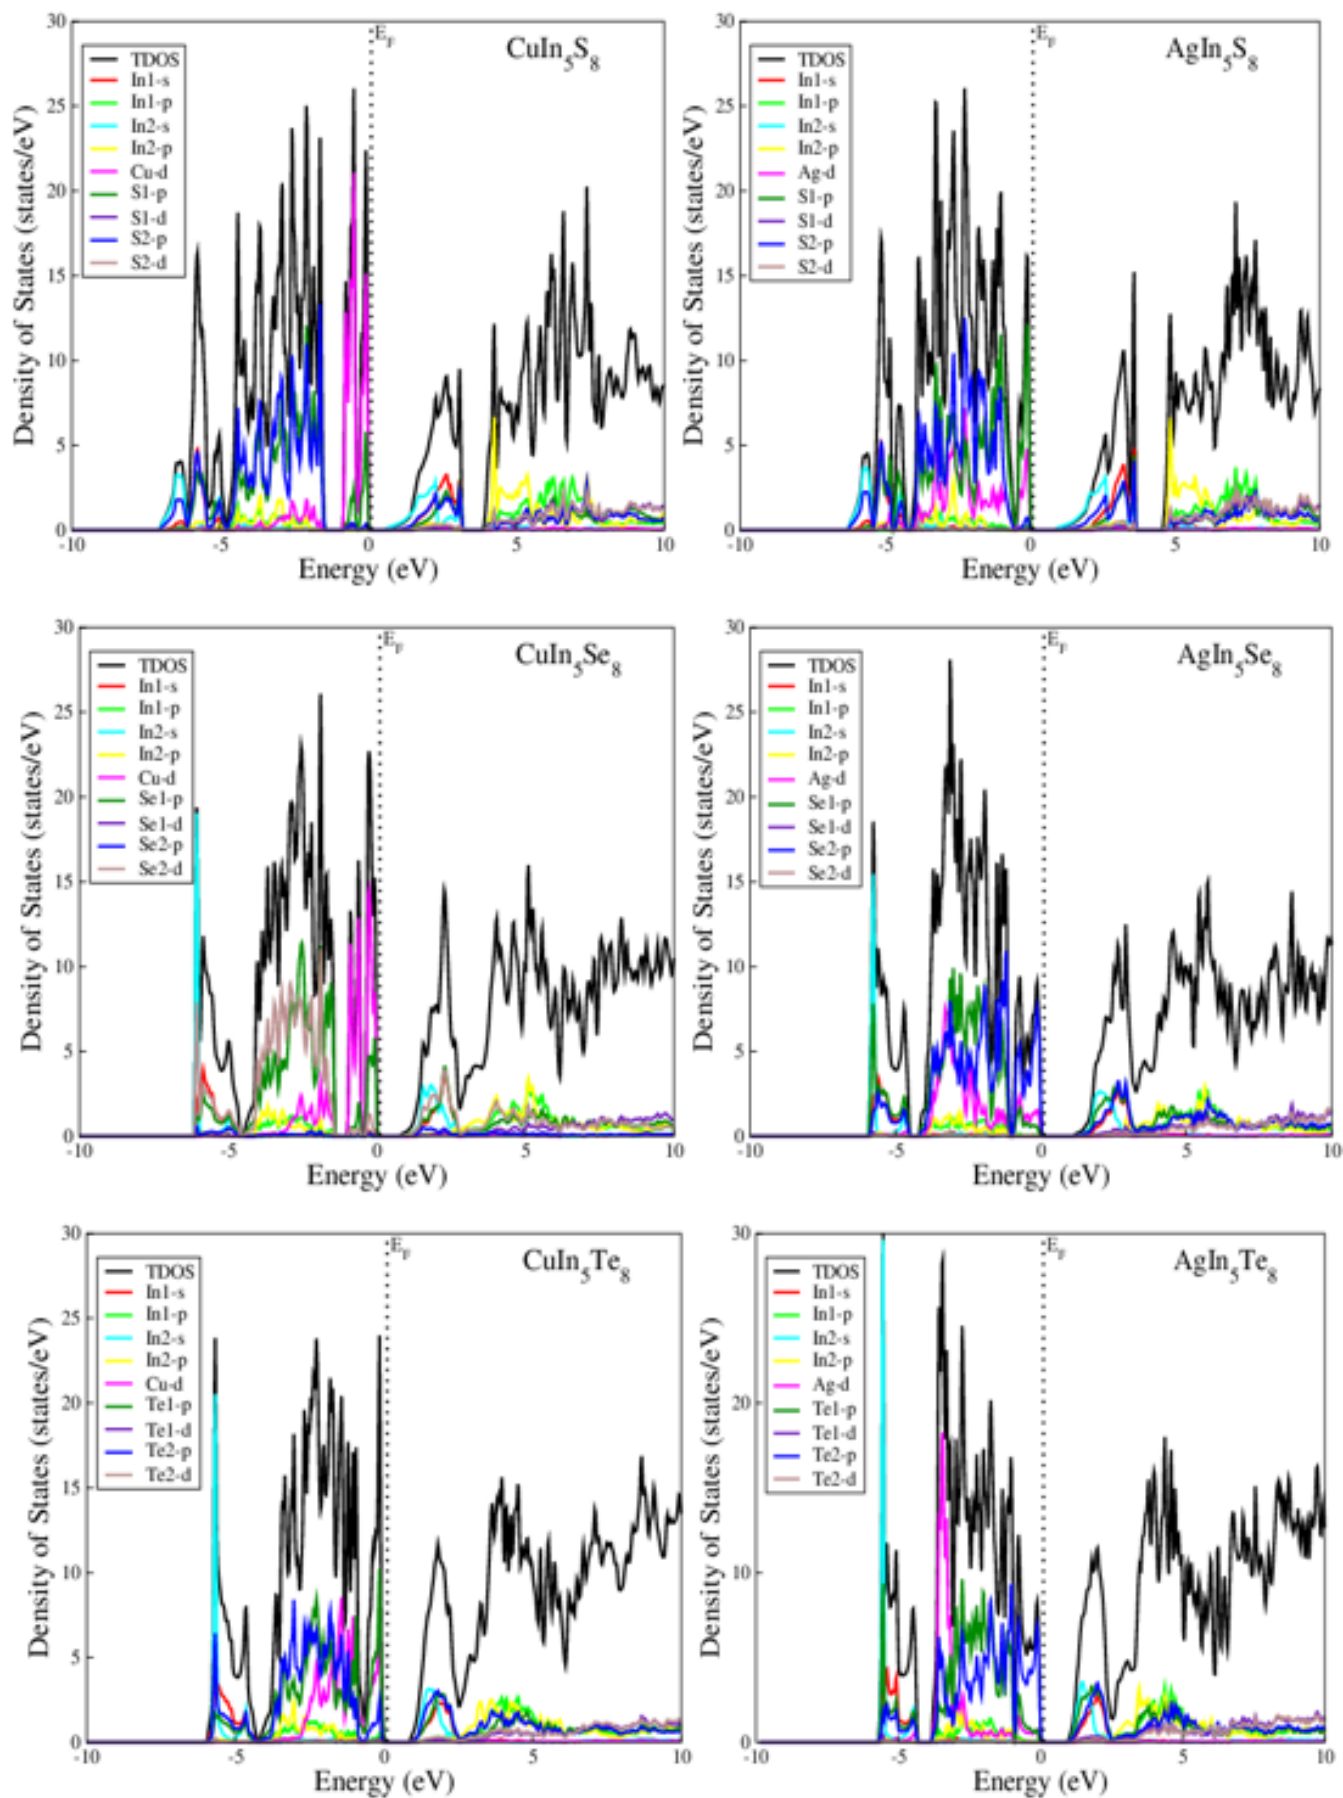 CuIn5S8
EF
TDOS
In1-s
In1-p
In2-s
In2-p
Cu-d
S1-p
S1-d
S2-p
S2-d
Density of States (states/eV)
30
25
20
15
10
5
0
-10 -5 0 5 10
Energy (eV)
AgIn5S8
EF
TDOS
In1-s
In1-p
In2-s
In2-p
Ag-d
S1-p
S1-d
S2-p
S2-d
Density of States (states/eV)
30
25
20
15
10
5
0
-10 -5 0 5 10
Energy (eV)
CuIn5Se8
EF
TDOS
In1-s
In1-p
In2-s
In2-p
Cu-d
Se1-p
Se1-d
Se2-p
Se2-d
Density of States (states/eV)
30
25
20
15
10
5
0
-10 -5 0 5 10
Energy (eV)
AgIn5Se8
EF
TDOS
In1-s
In1-p
In2-s
In2-p
Ag-d
Se1-p
Se1-d
Se2-p
Se2-d
Density of States (states/eV)
30
25
20
15
10
5
0
-10 -5 0 5 10
Energy (eV)
CuIn5Te8
EF
TDOS
In1-s
In1-p
In2-s
In2-p
Cu-d
Te1-p
Te1-d
Te2-p
Te2-d
Density of States (states/eV)
30
20
10
0
-10 -5 0 5 10
Energy (eV)
AgIn5Te8
EF
TDOS
In1-s
In1-p
In2-s
In2-p
Ag-d
Te1-p
Te1-d
Te2-p
Te2-d
Density of States (states/eV)
30
20
10
0
-10 -5 0 5 10
Energy (eV)